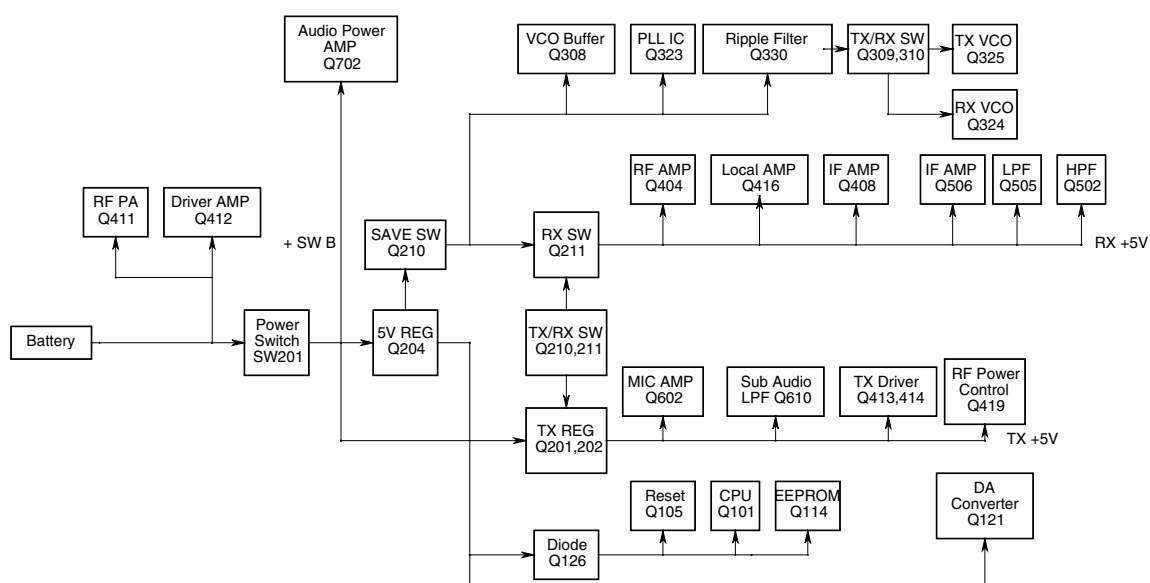 Audio Power
AMP
Q702
VCO Buffer
Q308
PLL IC
Q323
Ripple Filter
Q330
TX/RX SW
Q309,310
TX VCO
Q325
RX VCO
Q324
RF PA
Q411
Driver AMP
Q412
+ SW B
SAVE SW
Q210
RX SW
Q211
RF AMP
Q404
Local AMP
Q416
IF AMP
Q408
IF AMP
Q506
LPF
Q505
HPF
Q502
RX +5V
Battery
Power
Switch
SW201
5V REG
Q204
TX/RX SW
Q210,211
TX REG
Q201,202
MIC AMP
Q602
Sub Audio
LPF Q610
TX Driver
Q413,414
RF Power
Control
Q419
TX +5V
Diode
Q126
Reset
Q105
CPU
Q101
EEPROM
Q114
DA
Converter
Q121